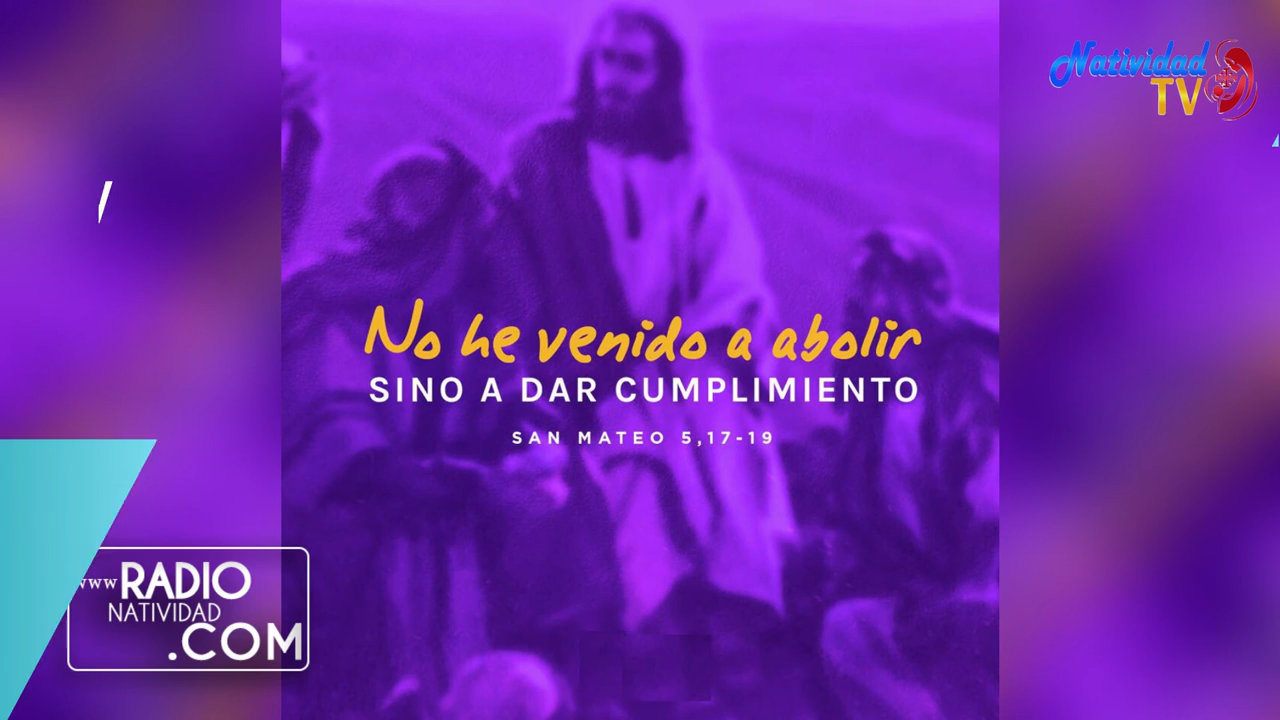 Natividad
TV
No he venido a abolir
SINO A DAR CUMPLIMIENTO
SAN MATEO 5,17-19
www RADIO
NATIVIDAD
.COM